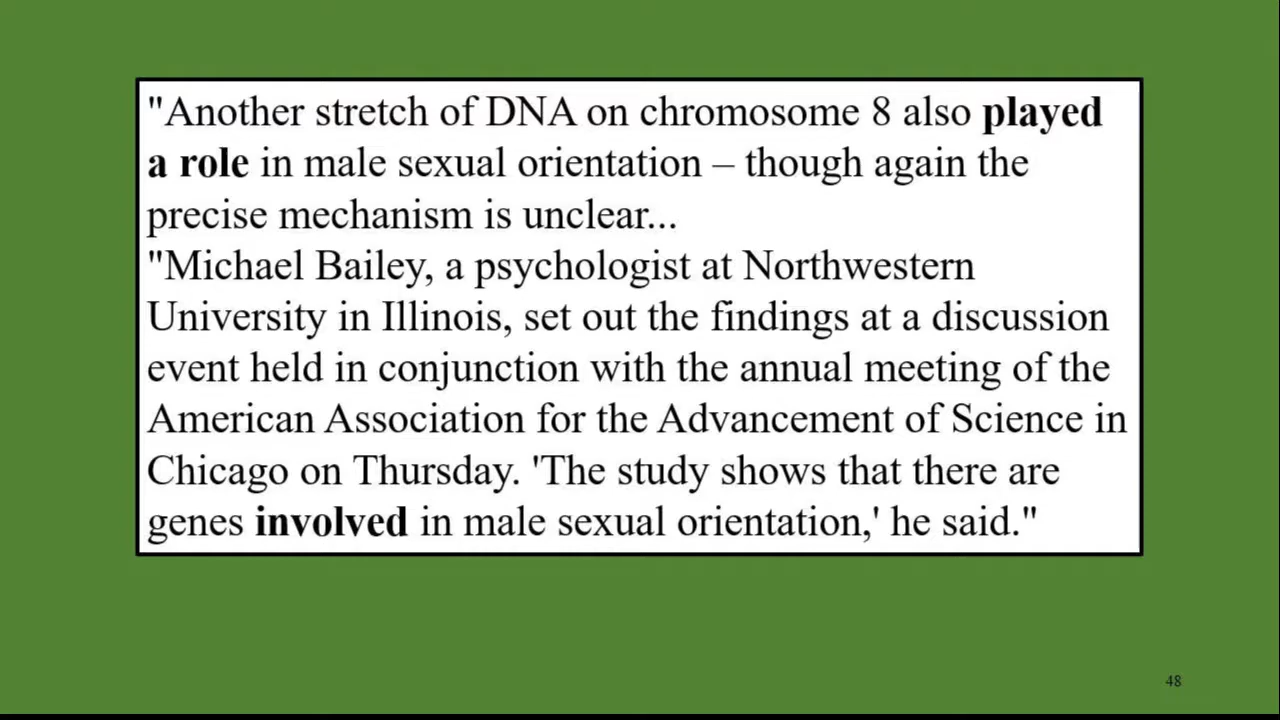 "Another stretch of DNA on chromosome 8 also played
a role in male sexual orientation – though again the
precise mechanism is unclear...
"Michael Bailey, a psychologist at Northwestern
University in Illinois, set out the findings at a discussion
event held in conjunction with the annual meeting of the
American Association for the Advancement of Science in
Chicago on Thursday. 'The study shows that there are
genes involved in male sexual orientation,' he said."
48